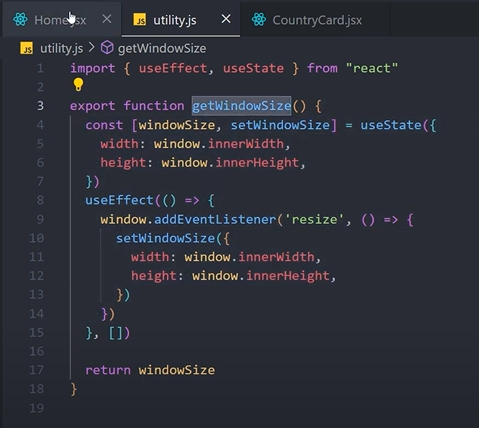 Home.jsx JS utility.js CountryCard.jsx
JS utility.js > getWindowSize
1 import { useEffect, useState } from "react"
2
3 export function getWindowSize() {
4 const [windowSize, setWindowSize] = useState({
5 width: window.innerWidth,
6 height: window.innerHeight,
7 })
8 useEffect(() => {
9 window.addEventListener('resize', () => {
10 setWindowSize({
11 width: window.innerWidth,
12 height: window.innerHeight,
13 })
14 })
15 }, [])
16
17 return windowSize
18 }
19